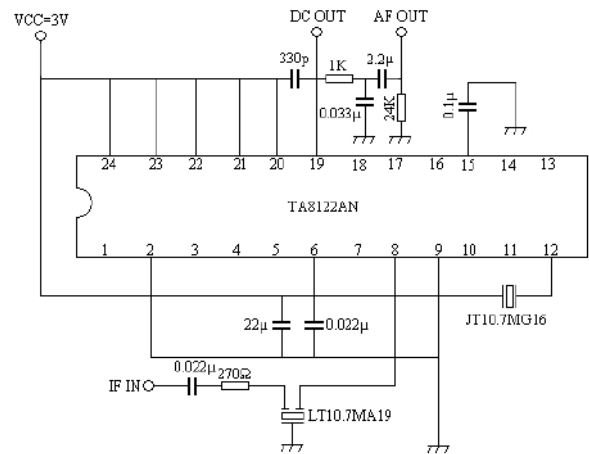 VCC=3V
DC OUT
AF OUT
330p
1K
2.2μ
0.033μ
24K
0.1μ
24 23 22 21 20 19 18 17 16 15 14 13
TA8122AN
1 2 3 4 5 6 7 8 9 10 11 12
22μ
0.022μ
JT10.7MG16
0.022μ
270Ω
IF IN
LT10.7MA19